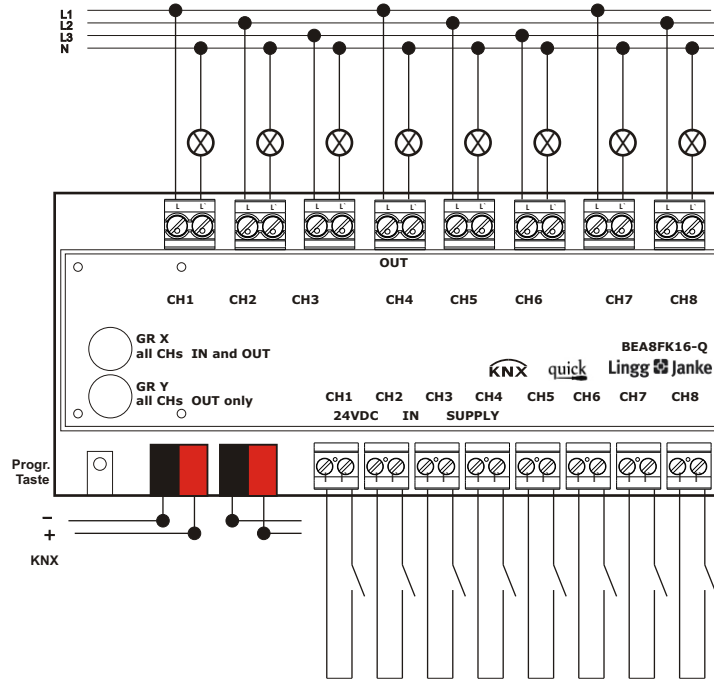 L1
L2
L3
N
L L' L L' L L' L L' L L' L L' L L' L L'
OUT
CH1 CH2 CH3 CH4 CH5 CH6 CH7 CH8
GR X
all CHs IN and OUT
BEA8FK16-Q
KNX quick Lingg Janke
GR Y
all CHs OUT only
CH1 CH2 CH3 CH4 CH5 CH6 CH7 CH8
24VDC IN SUPPLY
Progr.
Taste
−
+
KNX